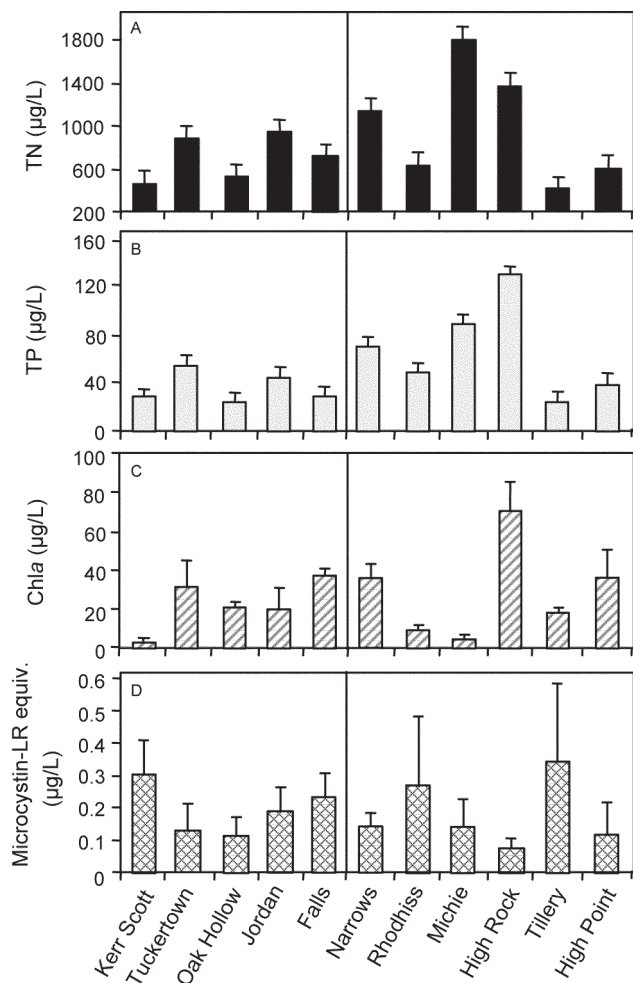 A
TN (µg/L)
1800
1400
1000
600
200
B
TP (µg/L)
160
120
80
40
0
C
Chla (µg/L)
100
80
60
40
20
0
D
Microcystin-LR equiv.
(µg/L)
0.6
0.5
0.4
0.3
0.2
0.1
0
Kerr Scott
Tuckertown
Oak Hollow
Jordan
Falls
Narrows
Rhodhiss
Michie
High Rock
Tillery
High Point